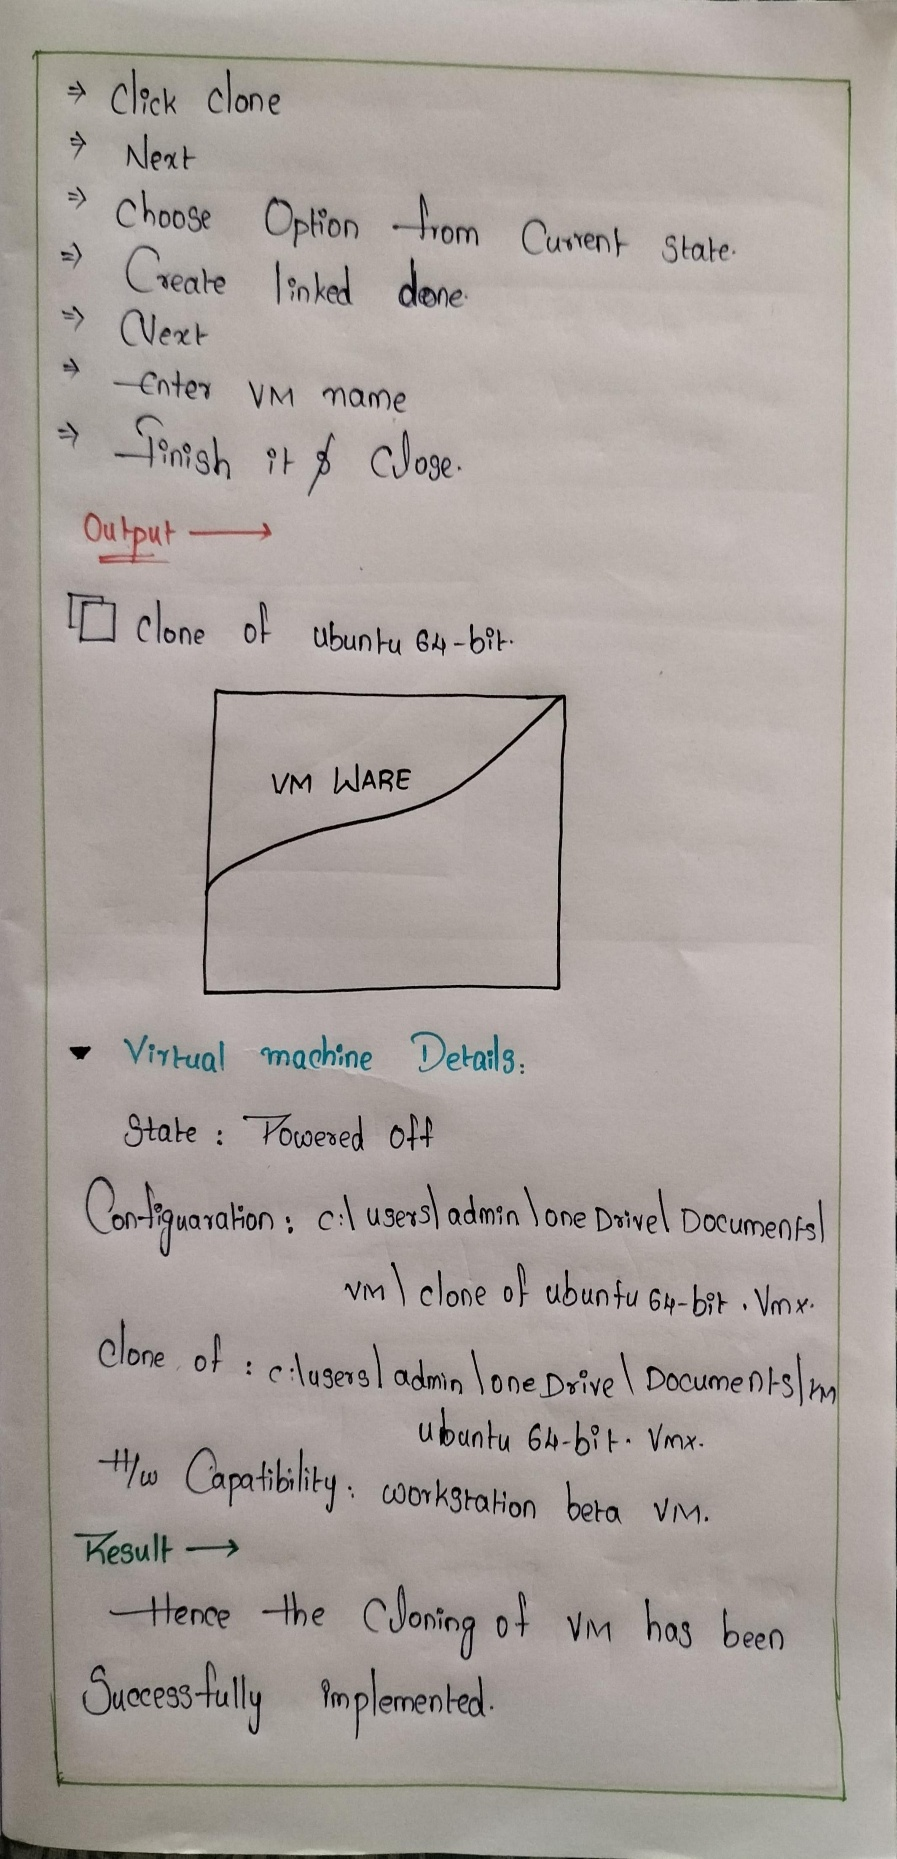 ⇒ Click clone
⇒ Next
⇒ Choose Option from Current State.
⇒ Create linked done.
⇒ Next
⇒ Enter VM name
⇒ Finish it & Close.
Output →
clone of ubuntu 64-bit.
VM WARE
Virtual machine Details:
State : Powered off
Configuaration : c:\users\admin\one Drive\Documents\
vm\clone of ubuntu 64-bit . Vmx.
Clone of : c:\users\admin\one Drive\Documents\vm
ubuntu 64-bit. Vmx.
H/w Capatibility : workstation beta VM.
Result →
Hence the Cloning of VM has been
Successfully implemented.